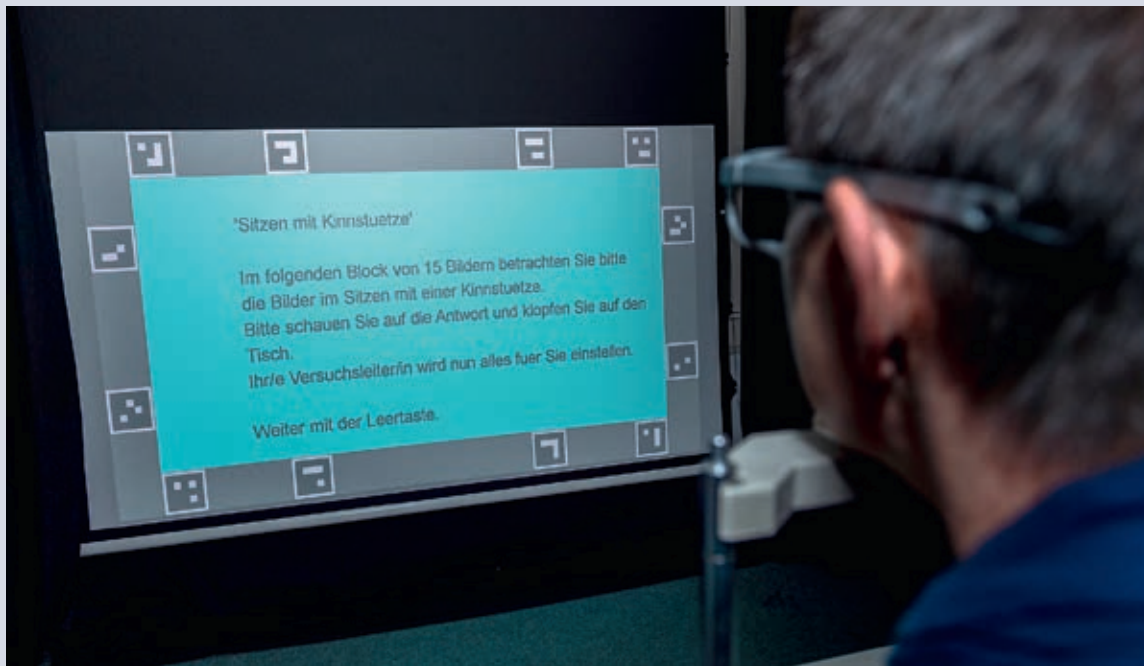 'Sitzen mit Kinnstuetze'
Im folgenden Block von 15 Bildern betrachten Sie bitte
die Bilder im Sitzen mit einer Kinnstuetze.
Bitte schauen Sie auf die Antwort und klopfen Sie auf den
Tisch.
Ihr/e Versuchsleiter/in wird nun alles fuer Sie einstellen.
Weiter mit der Leertaste.